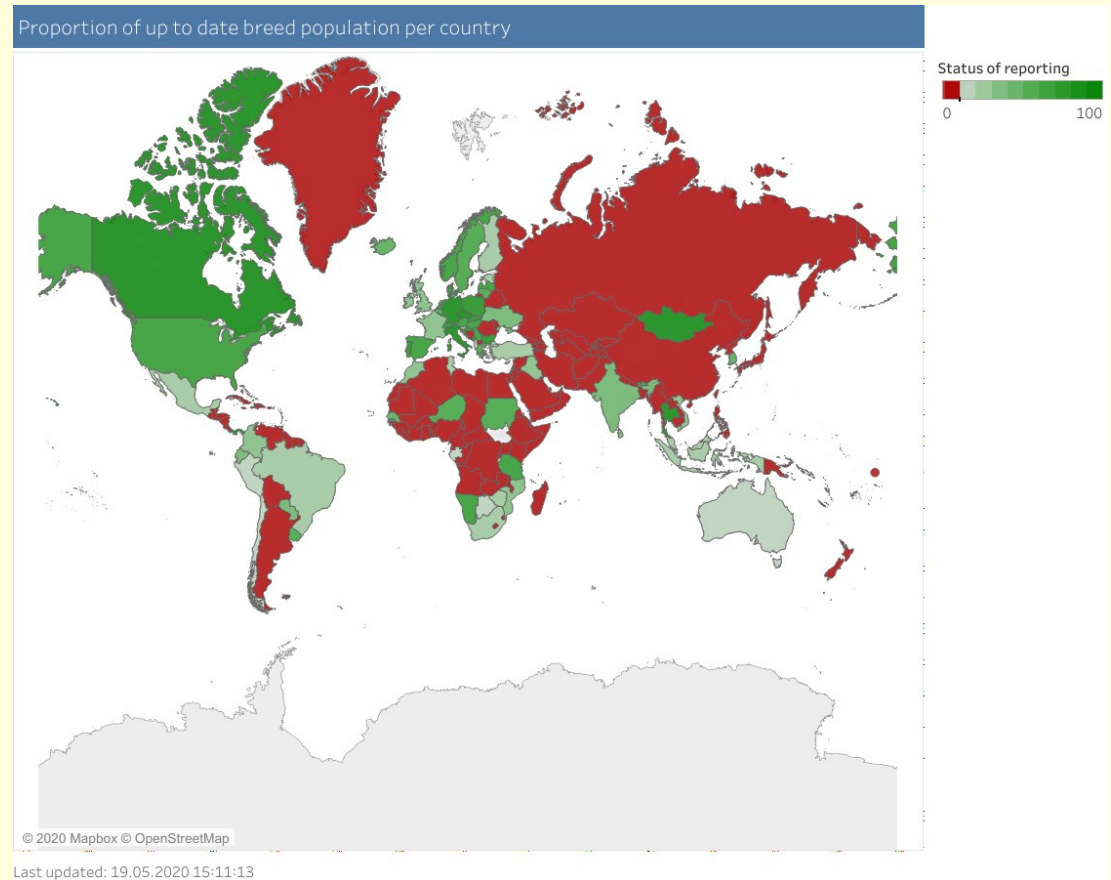 Proportion of up to date breed population per country
Status of reporting
0 100
© 2020 Mapbox © OpenStreetMap
Last updated: 19.05.2020 15:11:13